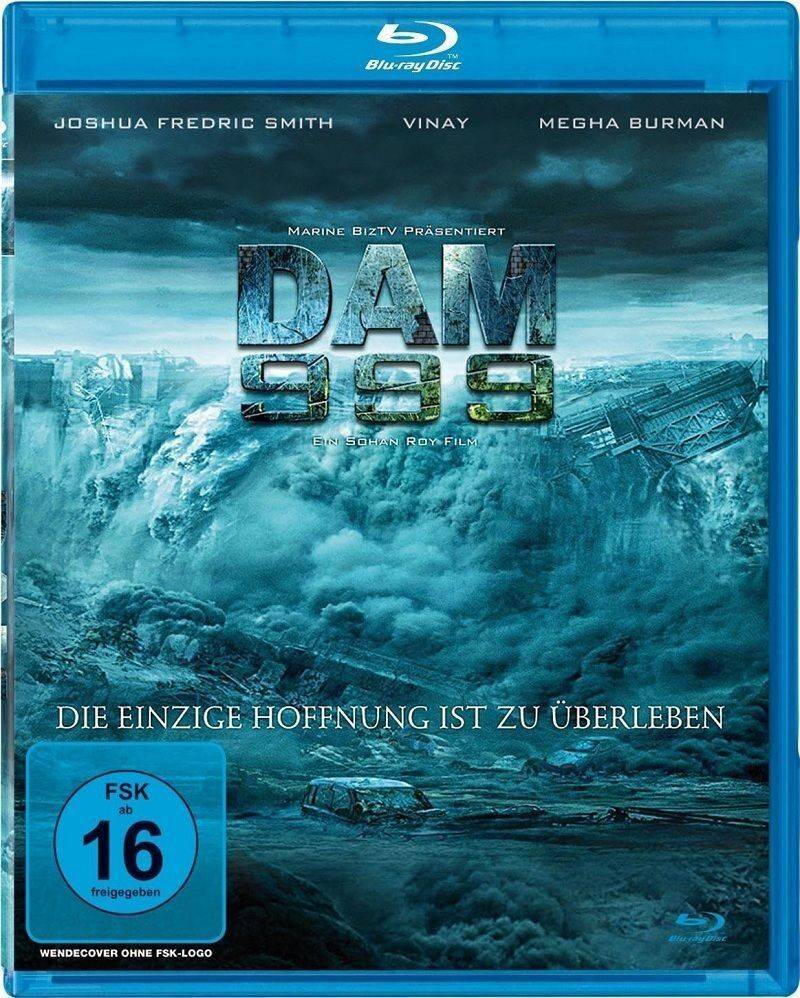 Blu-ray Disc™
JOSHUA FREDRIC SMITH VINAY MEGHA BURMAN
MARINE BIZTV PRÄSENTIERT
DAM
999
EIN SOHAN ROY FILM
DIE EINZIGE HOFFNUNG IST ZU ÜBERLEBEN
FSK
ab
16
freigegeben
WENDECOVER OHNE FSK-LOGO
Blu-ray Disc